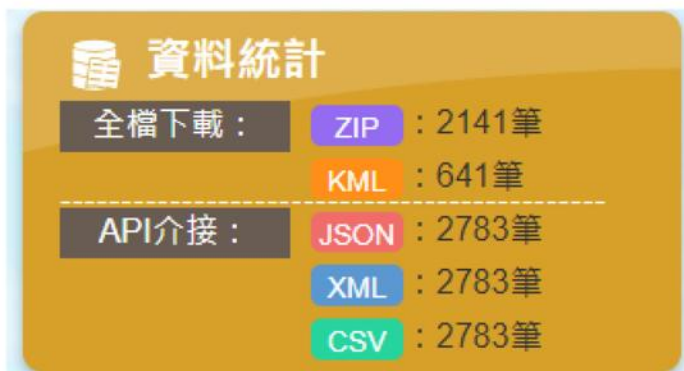 資料統計
全檔下載： ZIP ：2141筆
KML ：641筆
API介接： JSON ：2783筆
XML ：2783筆
CSV ：2783筆